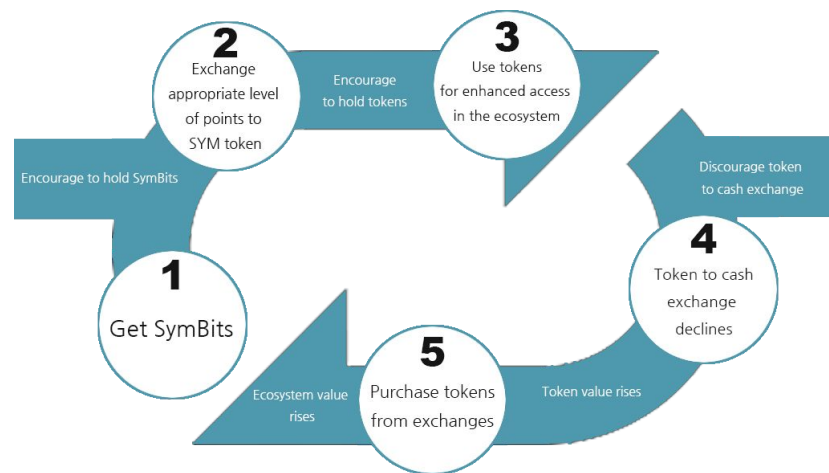 1
Get SymBits
Encourage to hold SymBits
2
Exchange
appropriate level
of points to
SYM token
Encourage
to hold tokens
3
Use tokens
for enhanced access
in the ecosystem
Discourage token
to cash exchange
4
Token to cash
exchange
declines
Token value rises
5
Purchase tokens
from exchanges
Ecosystem value
rises